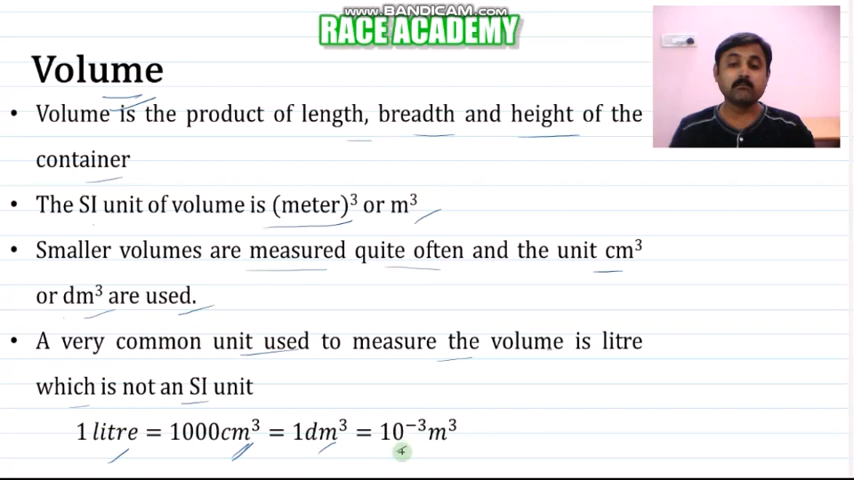 www.BANDICAM.com
RACE ACADEMY
Volume
• Volume is the product of length, breadth and height of the
container
• The SI unit of volume is (meter)³ or m³
• Smaller volumes are measured quite often and the unit cm³
or dm³ are used.
• A very common unit used to measure the volume is litre
which is not an SI unit
1 litre = 1000cm³ = 1dm³ = 10⁻³m³